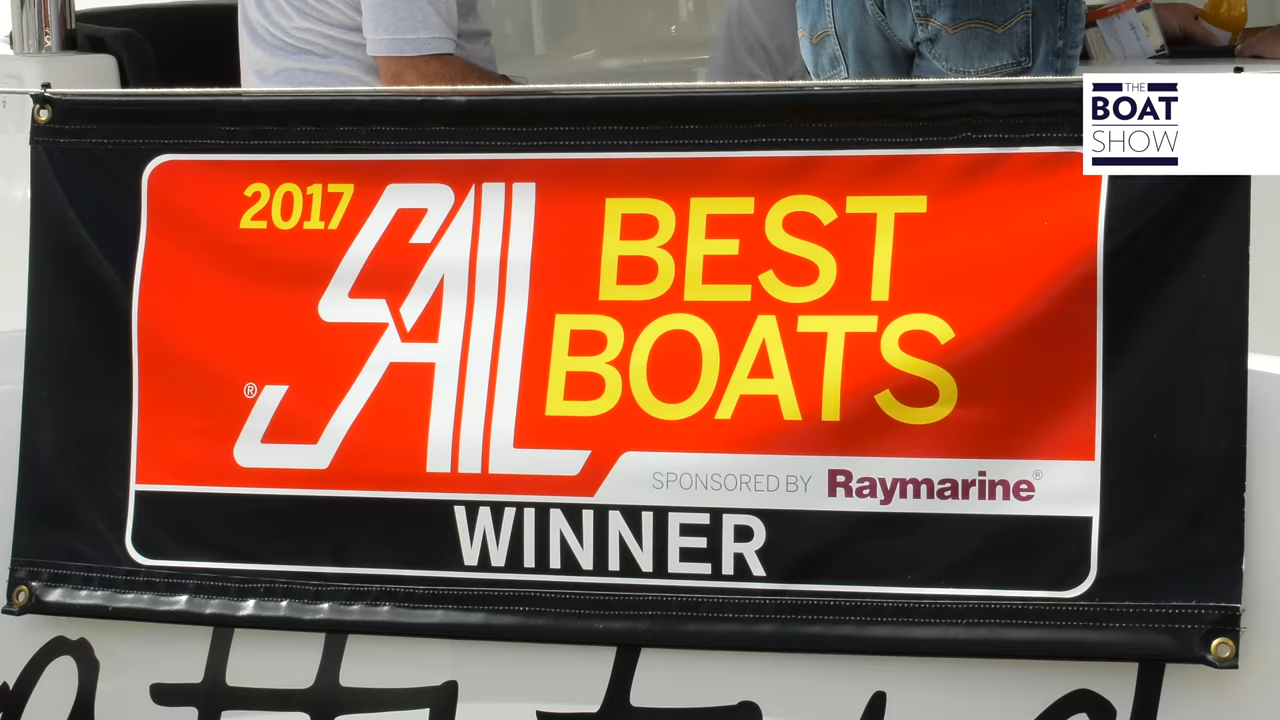 THE
BOAT
SHOW
2017 SAIL® BEST
BOATS
SPONSORED BY Raymarine®
WINNER